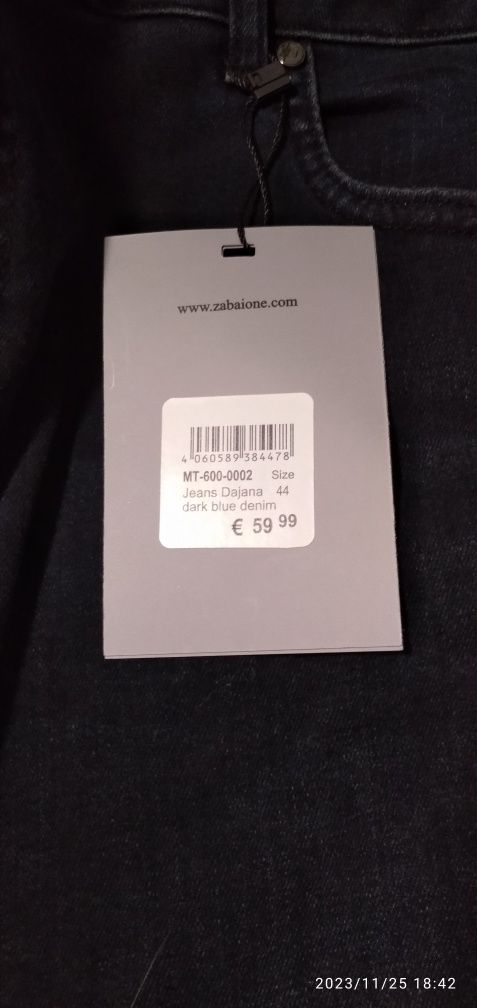 www.zabaione.com
4 060589 384478
MT-600-0002 Size
Jeans Dajana 44
dark blue denim
€ 59 99
2023/11/25 18:42